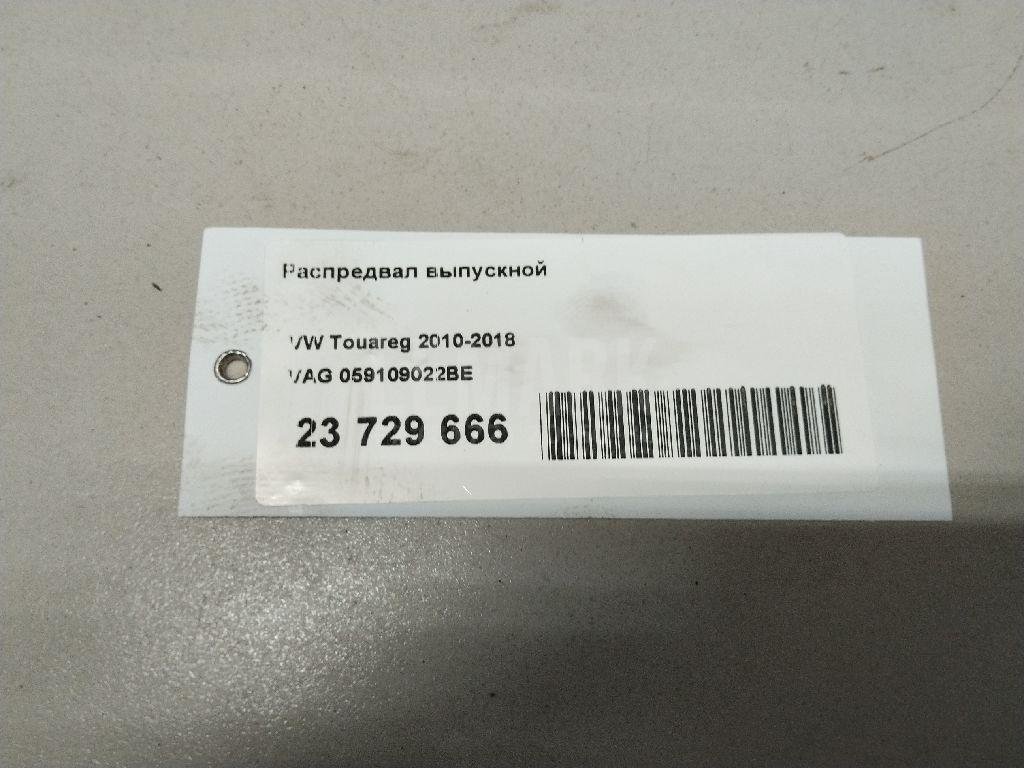 Распредвал выпускной
VW Touareg 2010-2018
VAG 059109022BE
23 729 666